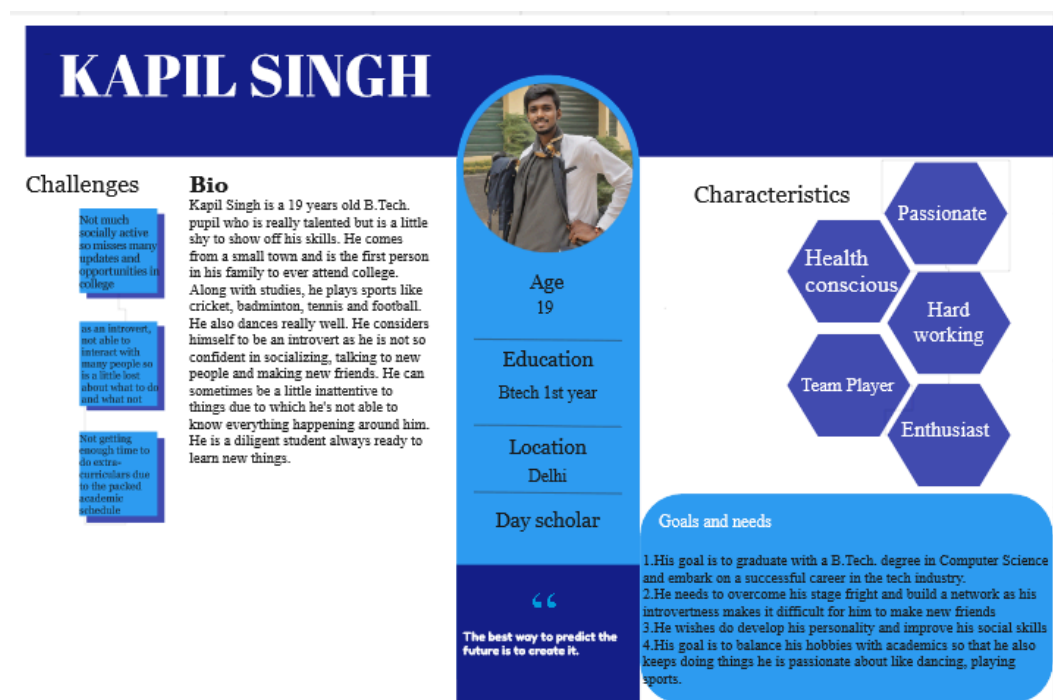 KAPIL SINGH
Challenges
Not much
socially active
so misses many
updates and
opportunities in
college
as an introvert,
not able to
interact with
many people so
is a little lost
about what to do
and what not
Not getting
enough time to
do extra-
curriculars due
to the packed
academic
schedule
Bio
Kapil Singh is a 19 years old B.Tech.
pupil who is really talented but is a little
shy to show off his skills. He comes
from a small town and is the first person
in his family to ever attend college.
Along with studies, he plays sports like
cricket, badminton, tennis and football.
He also dances really well. He considers
himself to be an introvert as he is not so
confident in socializing, talking to new
people and making new friends. He can
sometimes be a little inattentive to
things due to which he's not able to
know everything happening around him.
He is a diligent student always ready to
learn new things.
Age
19
Education
Btech 1st year
Location
Delhi
Day scholar
“
The best way to predict the
future is to create it.
Characteristics
Passionate
Health
conscious
Hard
working
Team Player
Enthusiast
Goals and needs
1.His goal is to graduate with a B.Tech. degree in Computer Science
and embark on a successful career in the tech industry.
2.He needs to overcome his stage fright and build a network as his
introvertness makes it difficult for him to make new friends
3.He wishes do develop his personality and improve his social skills
4.His goal is to balance his hobbies with academics so that he also
keeps doing things he is passionate about like dancing, playing
sports.